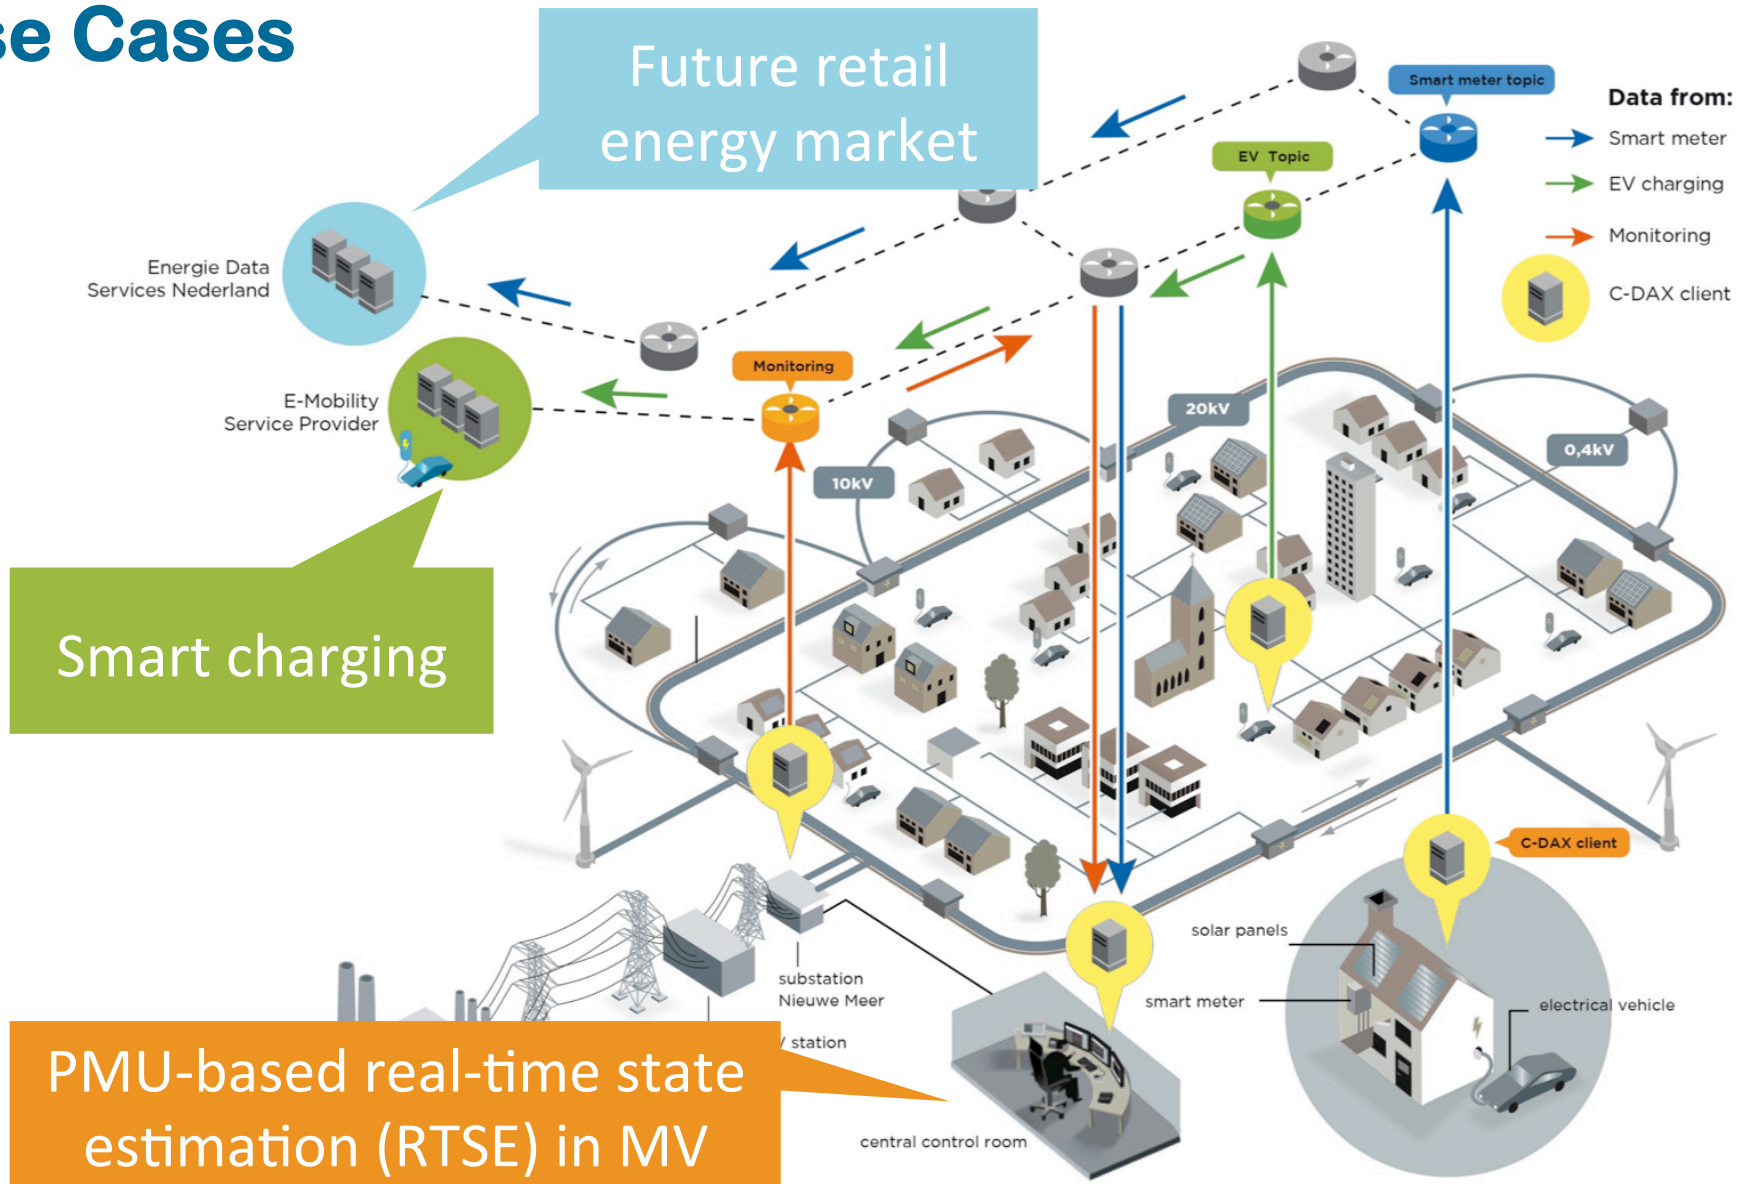 se Cases
Future retail
energy market
Smart meter topic
Data from:
Smart meter
EV charging
Monitoring
C-DAX client
EV Topic
Energie Data
Services Nederland
Monitoring
E-Mobility
Service Provider
20kV
0,4kV
10kV
Smart charging
C-DAX client
solar panels
smart meter
electrical vehicle
substation
Nieuwe Meer
V station
PMU-based real-time state
estimation (RTSE) in MV
central control room